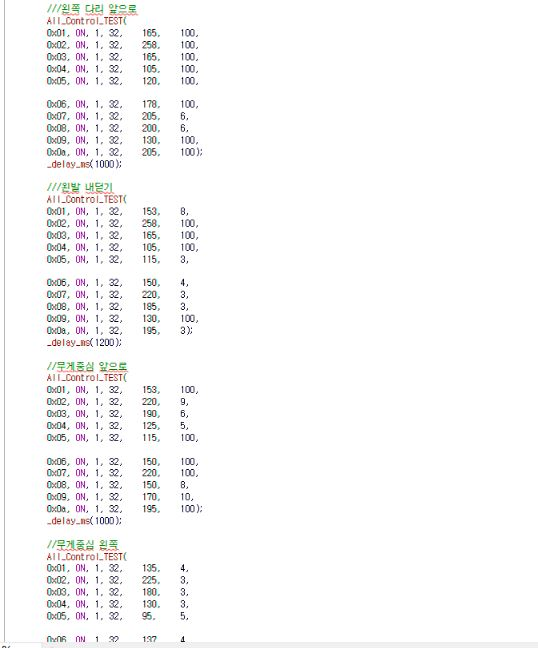 ///왼쪽 다리 앞으로
All_Control_TEST(
0x01, ON, 1, 32, 165, 100,
0x02, ON, 1, 32, 258, 100,
0x03, ON, 1, 32, 165, 100,
0x04, ON, 1, 32, 105, 100,
0x05, ON, 1, 32, 120, 100,
0x06, ON, 1, 32, 178, 100,
0x07, ON, 1, 32, 205, 6,
0x08, ON, 1, 32, 200, 6,
0x09, ON, 1, 32, 130, 100,
0x0a, ON, 1, 32, 205, 100);
_delay_ms(1000);
///왼발 내딛기
All_Control_TEST(
0x01, ON, 1, 32, 153, 8,
0x02, ON, 1, 32, 258, 100,
0x03, ON, 1, 32, 165, 100,
0x04, ON, 1, 32, 105, 100,
0x05, ON, 1, 32, 115, 3,
0x06, ON, 1, 32, 150, 4,
0x07, ON, 1, 32, 220, 3,
0x08, ON, 1, 32, 185, 3,
0x09, ON, 1, 32, 130, 100,
0x0a, ON, 1, 32, 195, 3);
_delay_ms(1200);
//무게중심 앞으로
All_Control_TEST(
0x01, ON, 1, 32, 153, 100,
0x02, ON, 1, 32, 220, 9,
0x03, ON, 1, 32, 190, 6,
0x04, ON, 1, 32, 125, 5,
0x05, ON, 1, 32, 115, 100,
0x06, ON, 1, 32, 150, 100,
0x07, ON, 1, 32, 220, 100,
0x08, ON, 1, 32, 150, 8,
0x09, ON, 1, 32, 170, 10,
0x0a, ON, 1, 32, 195, 100);
_delay_ms(1000);
//무게중심 왼쪽
All_Control_TEST(
0x01, ON, 1, 32, 135, 4,
0x02, ON, 1, 32, 225, 3,
0x03, ON, 1, 32, 180, 3,
0x04, ON, 1, 32, 130, 3,
0x05, ON, 1, 32, 95, 5,
0x06, ON, 1, 32, 137, 4